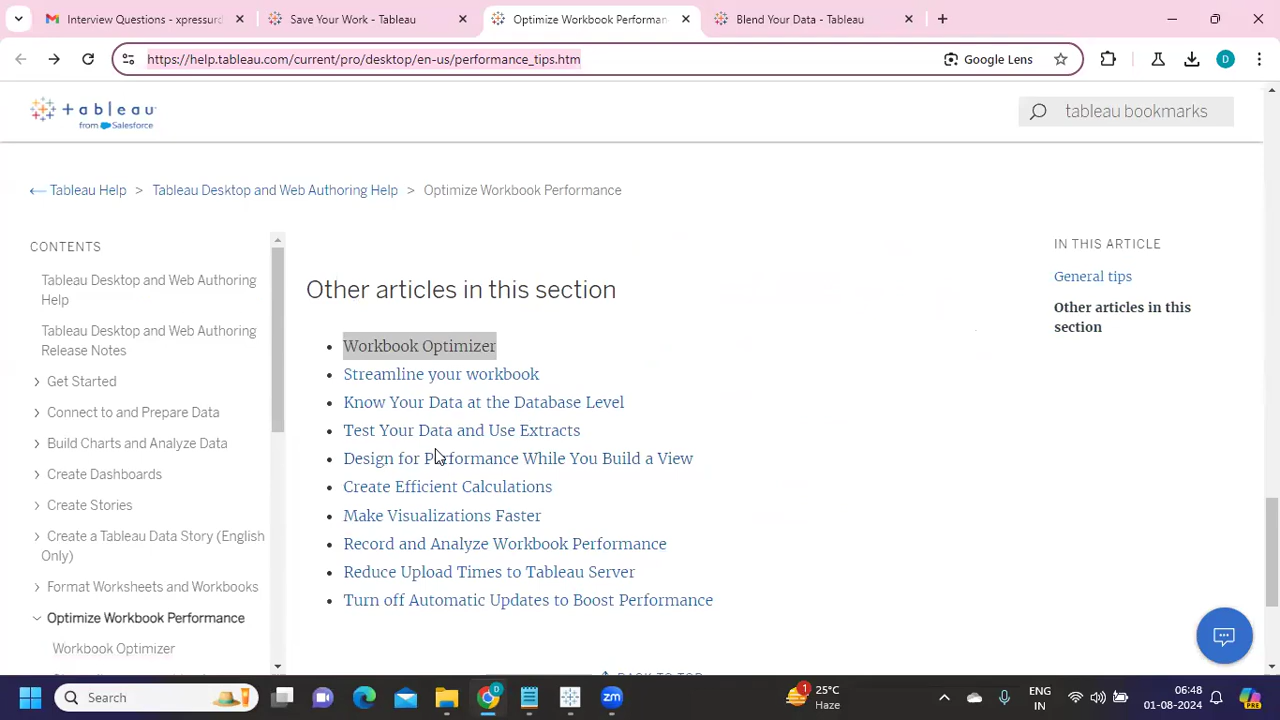 Interview Questions - xpressurd
Save Your Work - Tableau
Optimize Workbook Performan
Blend Your Data - Tableau
https://help.tableau.com/current/pro/desktop/en-us/performance_tips.htm
Google Lens
D
+ a b | e a u
from Salesforce
tableau bookmarks
Tableau Help > Tableau Desktop and Web Authoring Help > Optimize Workbook Performance
CONTENTS
Tableau Desktop and Web Authoring
Help
Tableau Desktop and Web Authoring
Release Notes
Get Started
Connect to and Prepare Data
Build Charts and Analyze Data
Create Dashboards
Create Stories
Create a Tableau Data Story (English
Only)
Format Worksheets and Workbooks
Optimize Workbook Performance
Workbook Optimizer
Other articles in this section
Workbook Optimizer
Streamline your workbook
Know Your Data at the Database Level
Test Your Data and Use Extracts
Design for Performance While You Build a View
Create Efficient Calculations
Make Visualizations Faster
Record and Analyze Workbook Performance
Reduce Upload Times to Tableau Server
Turn off Automatic Updates to Boost Performance
BACK TO TOP
IN THIS ARTICLE
General tips
Other articles in this
section
Search
D
zm
1
25°C
Haze
ENG
IN
06:48
01-08-2024
PRE